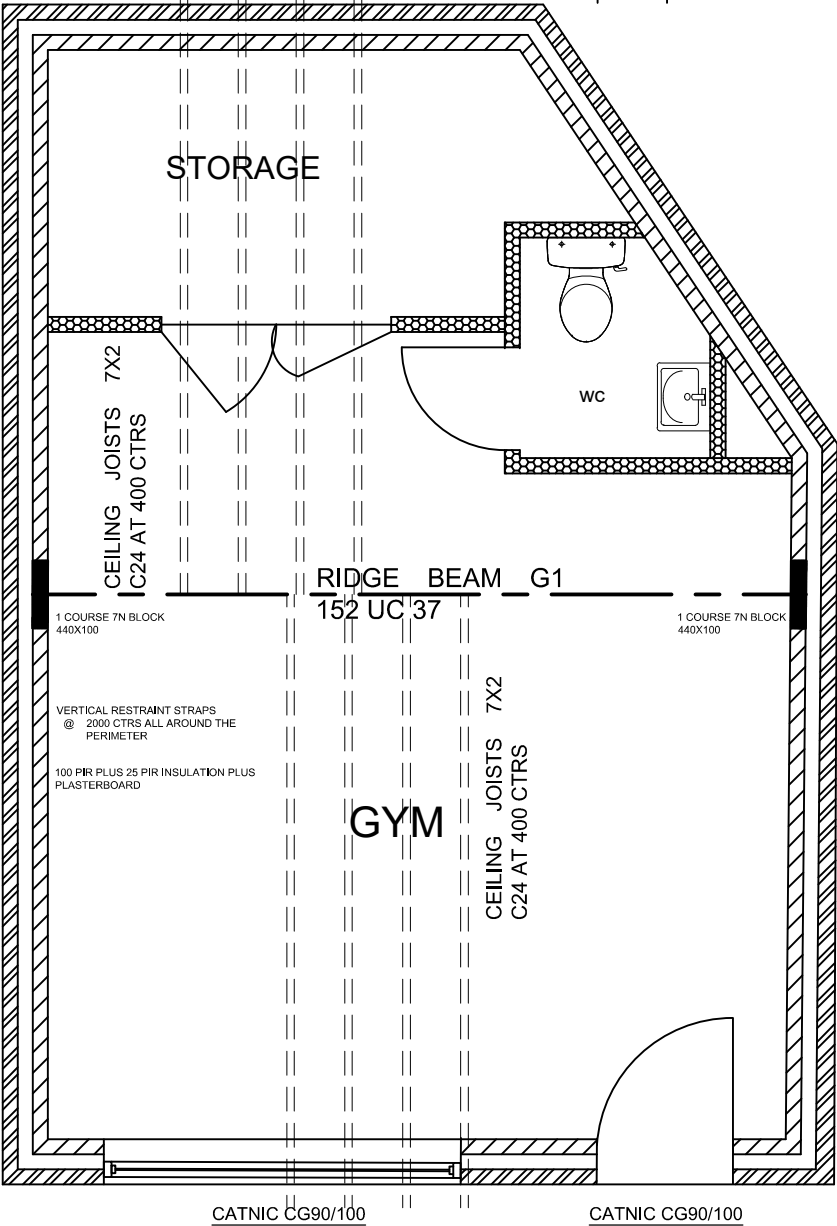 STORAGE
CEILING JOISTS 7X2
C24 AT 400 CTRS
WC
RIDGE BEAM G1
152 UC 37
1 COURSE 7N BLOCK
440X100
1 COURSE 7N BLOCK
440X100
VERTICAL RESTRAINT STRAPS
@ 2000 CTRS ALL AROUND THE
PERIMETER
100 PIR PLUS 25 PIR INSULATION PLUS
PLASTERBOARD
CEILING JOISTS 7X2
C24 AT 400 CTRS
GYM
CATNIC CG90/100
CATNIC CG90/100